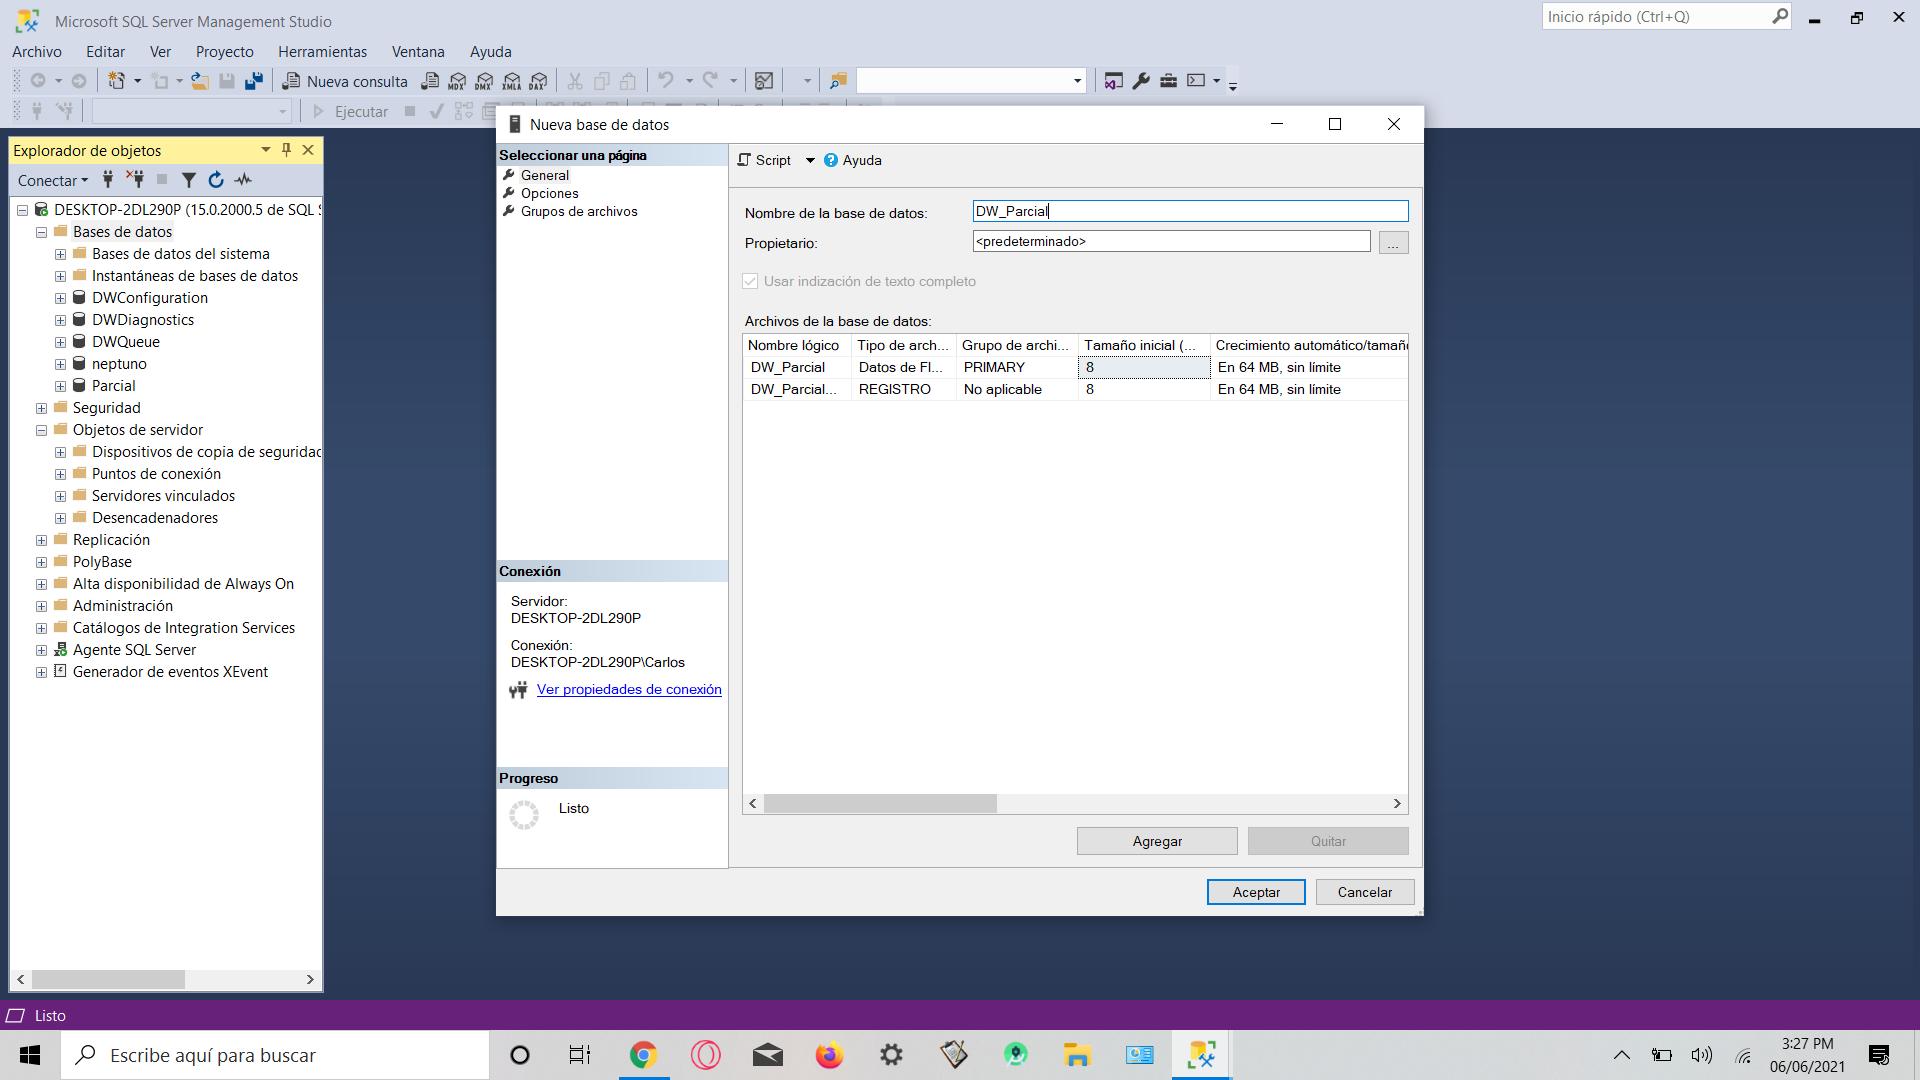 Microsoft SQL Server Management Studio
Inicio rápido (Ctrl+Q)
Archivo Editar Ver Proyecto Herramientas Ventana Ayuda
Nueva consulta MDX DMX XMLA DAX
Ejecutar
Explorador de objetos
Conectar
DESKTOP-2DL290P (15.0.2000.5 de SQL S
Bases de datos
Bases de datos del sistema
Instantáneas de bases de datos
DWConfiguration
DWDiagnostics
DWQueue
neptuno
Parcial
Seguridad
Objetos de servidor
Dispositivos de copia de seguridad
Puntos de conexión
Servidores vinculados
Desencadenadores
Replicación
PolyBase
Alta disponibilidad de Always On
Administración
Catálogos de Integration Services
Agente SQL Server
Generador de eventos XEvent
Nueva base de datos
Seleccionar una página
General
Opciones
Grupos de archivos
Conexión
Servidor:
DESKTOP-2DL290P
Conexión:
DESKTOP-2DL290P\Carlos
Ver propiedades de conexión
Progreso
Listo
Script Ayuda
Nombre de la base de datos: DW_Parcial
Propietario: <predeterminado> ...
Usar indización de texto completo
Archivos de la base de datos:
Nombre lógico Tipo de arch... Grupo de archi... Tamaño inicial (... Crecimiento automático/tamaño
DW_Parcial Datos de FI... PRIMARY 8 En 64 MB, sin límite
DW_Parcial... REGISTRO No aplicable 8 En 64 MB, sin límite
Agregar Quitar
Aceptar Cancelar
Listo
Escribe aquí para buscar
3:27 PM
06/06/2021